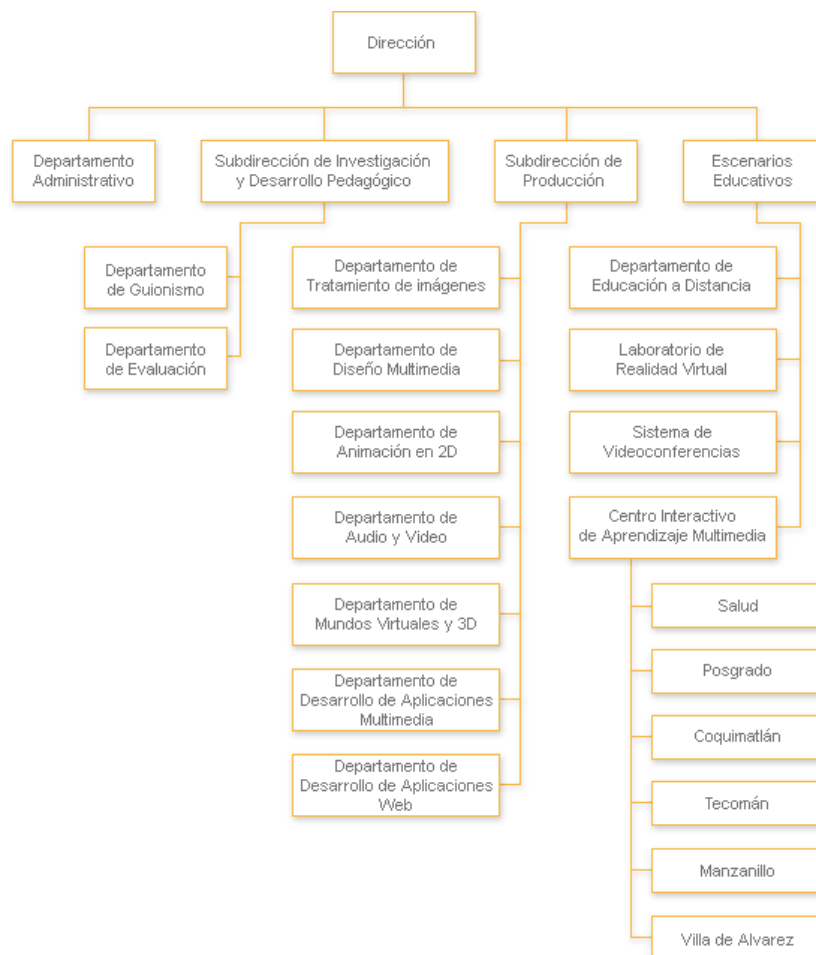 Dirección
Departamento
Administrativo
Subdirección de Investigación
y Desarrollo Pedagógico
Subdirección de
Producción
Escenarios
Educativos
Departamento
de Guionismo
Departamento
de Evaluación
Departamento de
Tratamiento de imágenes
Departamento de
Diseño Multimedia
Departamento de
Animación en 2D
Departamento de
Audio y Video
Departamento de
Mundos Virtuales y 3D
Departamento de
Desarrollo de Aplicaciones
Multimedia
Departamento de
Desarrollo de Aplicaciones
Web
Departamento de
Educación a Distancia
Laboratorio de
Realidad Virtual
Sistema de
Videoconferencias
Centro Interactivo
de Aprendizaje Multimedia
Salud
Posgrado
Coquimatlán
Tecomán
Manzanillo
Villa de Alvarez